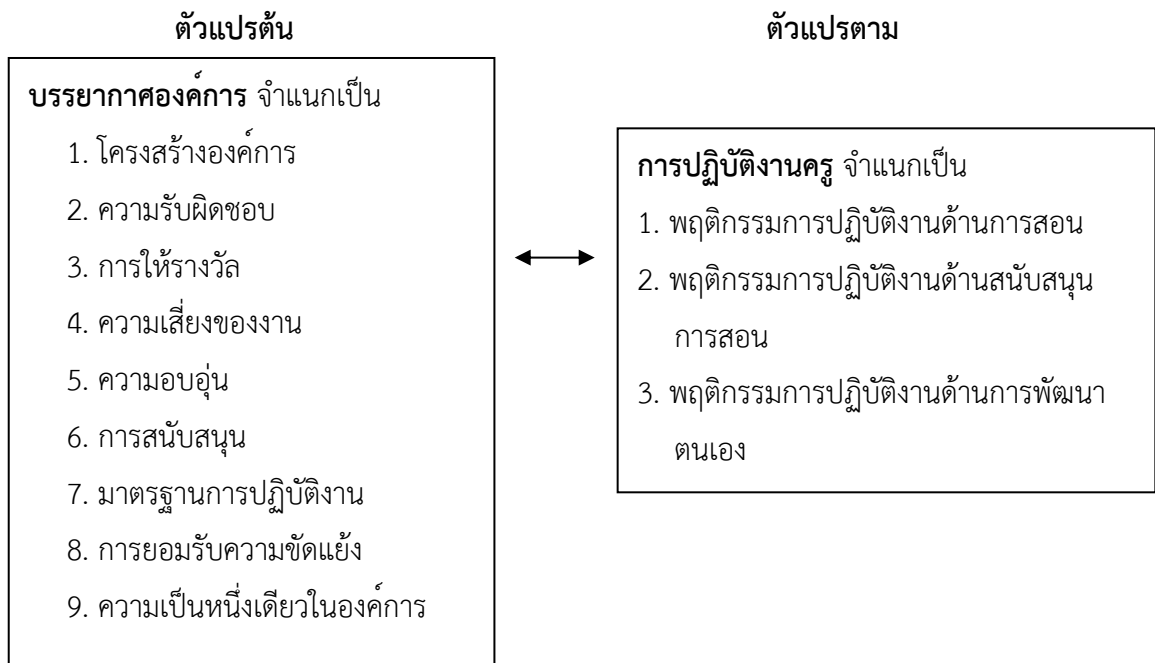 ตัวแปรต้น
บรรยากาศองค์การ จำแนกเป็น
1. โครงสร้างองค์การ
2. ความรับผิดชอบ
3. การให้รางวัล
4. ความเสี่ยงของงาน
5. ความอบอุ่น
6. การสนับสนุน
7. มาตรฐานการปฏิบัติงาน
8. การยอมรับความขัดแย้ง
9. ความเป็นหนึ่งเดียวในองค์การ
ตัวแปรตาม
การปฏิบัติงานครู จำแนกเป็น
1. พฤติกรรมการปฏิบัติงานด้านการสอน
2. พฤติกรรมการปฏิบัติงานด้านสนับสนุน
การสอน
3. พฤติกรรมการปฏิบัติงานด้านการพัฒนา
ตนเอง